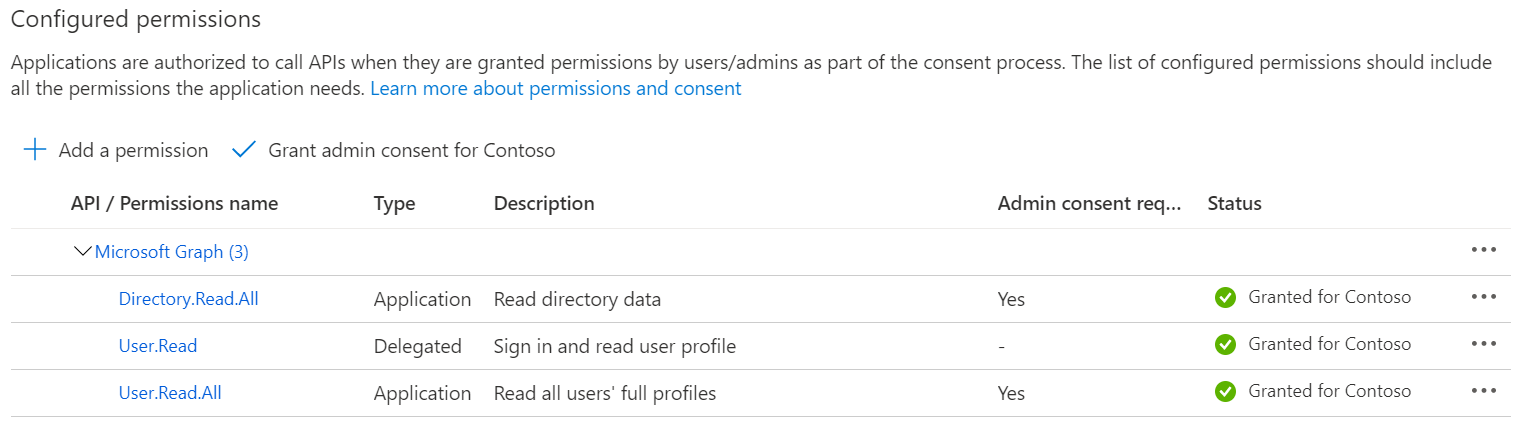 Configured permissions
Applications are authorized to call APIs when they are granted permissions by users/admins as part of the consent process. The list of configured permissions should include
all the permissions the application needs. Learn more about permissions and consent
Add a permission Grant admin consent for Contoso
API / Permissions name Type Description Admin consent req... Status
Microsoft Graph (3)
Directory.Read.All Application Read directory data Yes Granted for Contoso
User.Read Delegated Sign in and read user profile - Granted for Contoso
User.Read.All Application Read all users' full profiles Yes Granted for Contoso